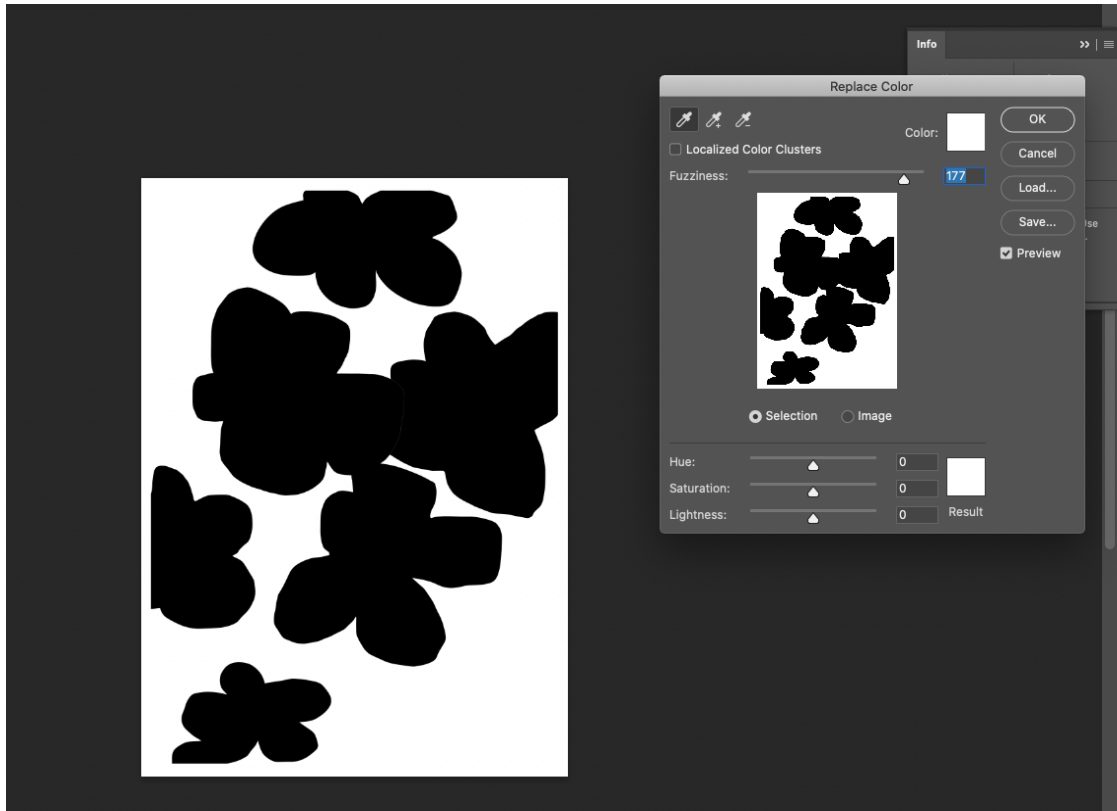 Info
Replace Color
OK
Color:
Localized Color Clusters
Cancel
Fuzziness:
177
Load...
Save...
Use
Preview
Selection
Image
Hue:
0
Saturation:
0
Lightness:
0
Result